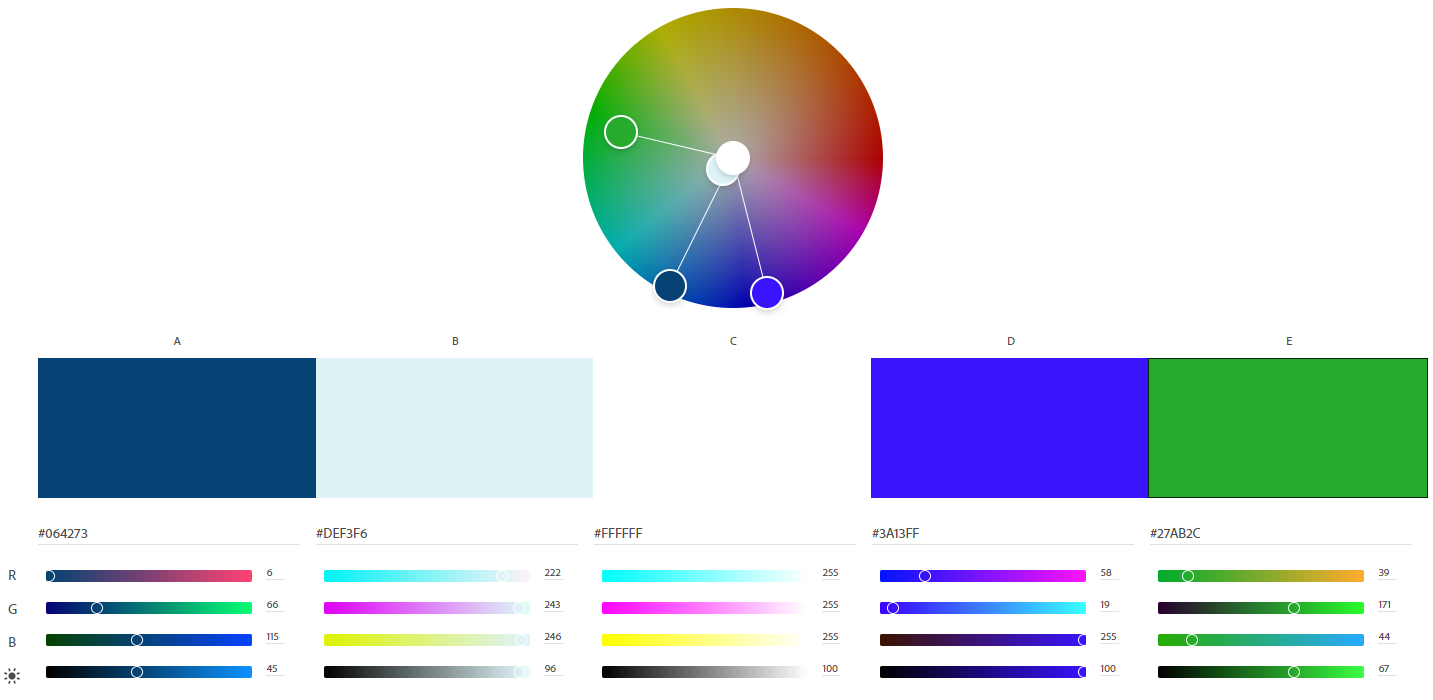 A B C D E
#064273 #DEF3F6 #FFFFFF #3A13FF #27AB2C
R 6 222 255 58 39
G 66 243 255 19 171
B 115 246 255 255 44
45 96 100 100 67